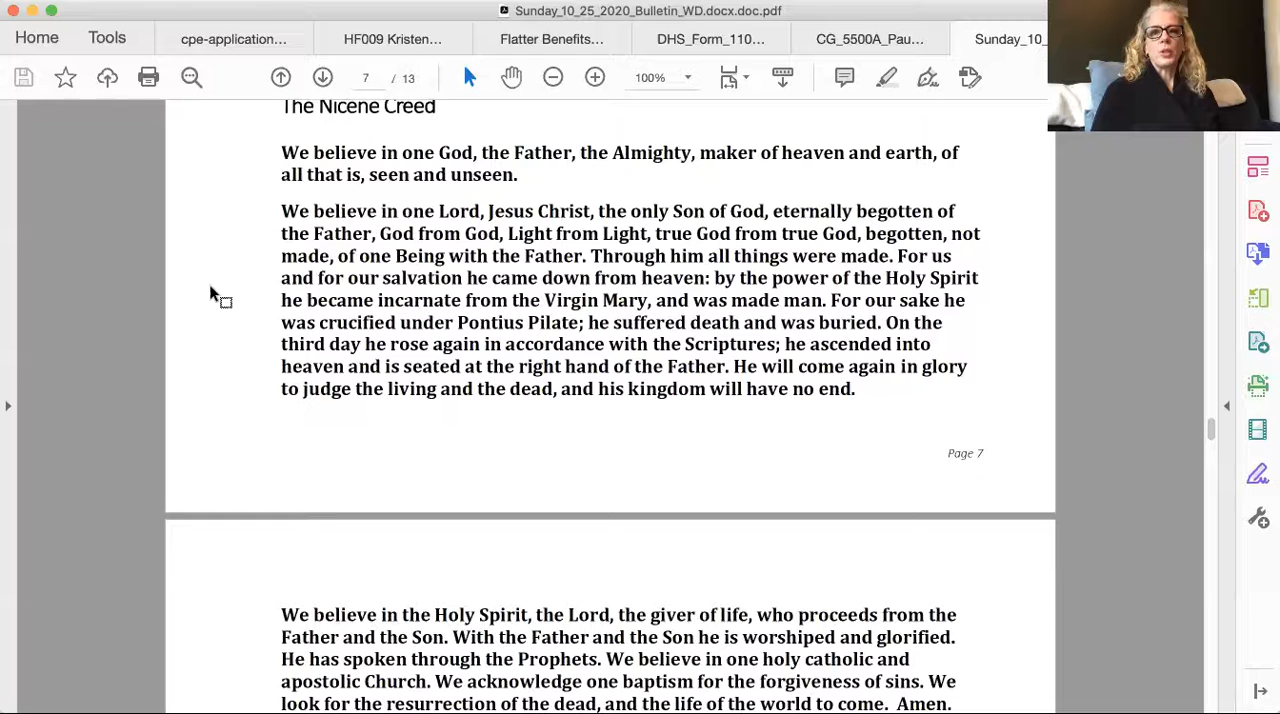 Sunday_10_25_2020_Bulletin_WD.docx.doc.pdf
Home Tools cpe-application... HF009 Kristen... Flatter Benefits... DHS_Form_110... CG_5500A_Pau... Sunday_10_
7 / 13 100%
The Nicene Creed
We believe in one God, the Father, the Almighty, maker of heaven and earth, of
all that is, seen and unseen.
We believe in one Lord, Jesus Christ, the only Son of God, eternally begotten of
the Father, God from God, Light from Light, true God from true God, begotten, not
made, of one Being with the Father. Through him all things were made. For us
and for our salvation he came down from heaven: by the power of the Holy Spirit
he became incarnate from the Virgin Mary, and was made man. For our sake he
was crucified under Pontius Pilate; he suffered death and was buried. On the
third day he rose again in accordance with the Scriptures; he ascended into
heaven and is seated at the right hand of the Father. He will come again in glory
to judge the living and the dead, and his kingdom will have no end.
Page 7
We believe in the Holy Spirit, the Lord, the giver of life, who proceeds from the
Father and the Son. With the Father and the Son he is worshiped and glorified.
He has spoken through the Prophets. We believe in one holy catholic and
apostolic Church. We acknowledge one baptism for the forgiveness of sins. We
look for the resurrection of the dead, and the life of the world to come. Amen.